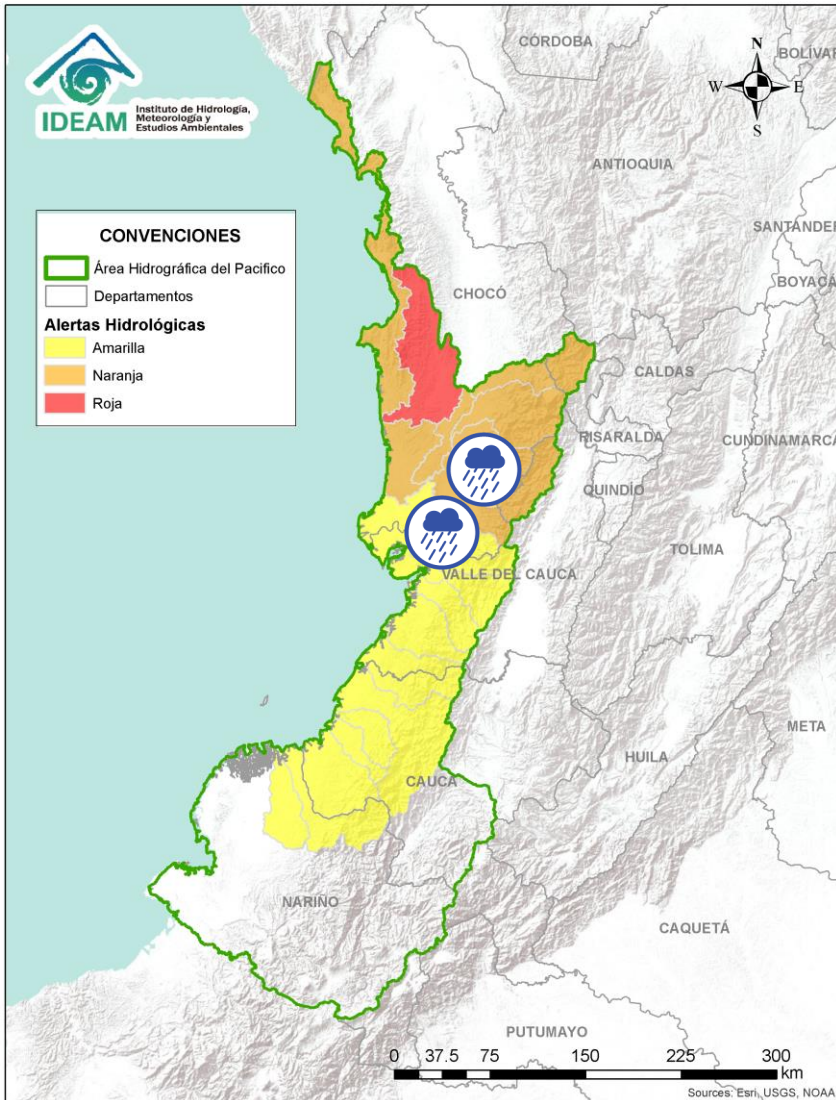 CÓRDOBA
BOLÍVAR
IDEAM
Instituto de Hidrología,
Meteorología y
Estudios Ambientales
N
W E
S
ANTIOQUIA
CONVENCIONES
Área Hidrográfica del Pacifico
Departamentos
Alertas Hidrológicas
Amarilla
Naranja
Roja
SANTANDER
BOYACÁ
CHOCÓ
CALDAS
RISARALDA
CUNDINAMARCA
QUINDÍO
TOLIMA
VALLE DEL CAUCA
META
HUILA
CAUCA
NARIÑO
CAQUETÁ
PUTUMAYO
0 37.5 75 150 225 300
km
Sources: Esri, USGS, NOAA